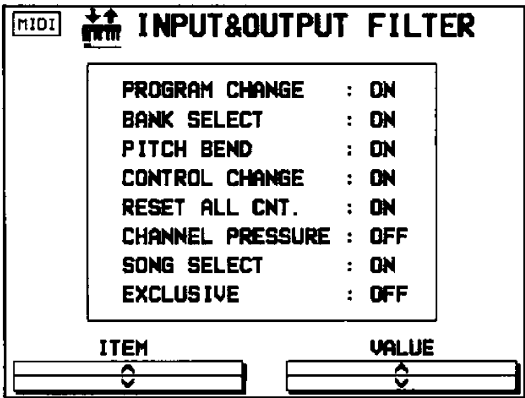 MIDI INPUT&OUTPUT FILTER
PROGRAM CHANGE : ON
BANK SELECT : ON
PITCH BEND : ON
CONTROL CHANGE : ON
RESET ALL CNT. : ON
CHANNEL PRESSURE : OFF
SONG SELECT : ON
EXCLUSIVE : OFF
ITEM VALUE